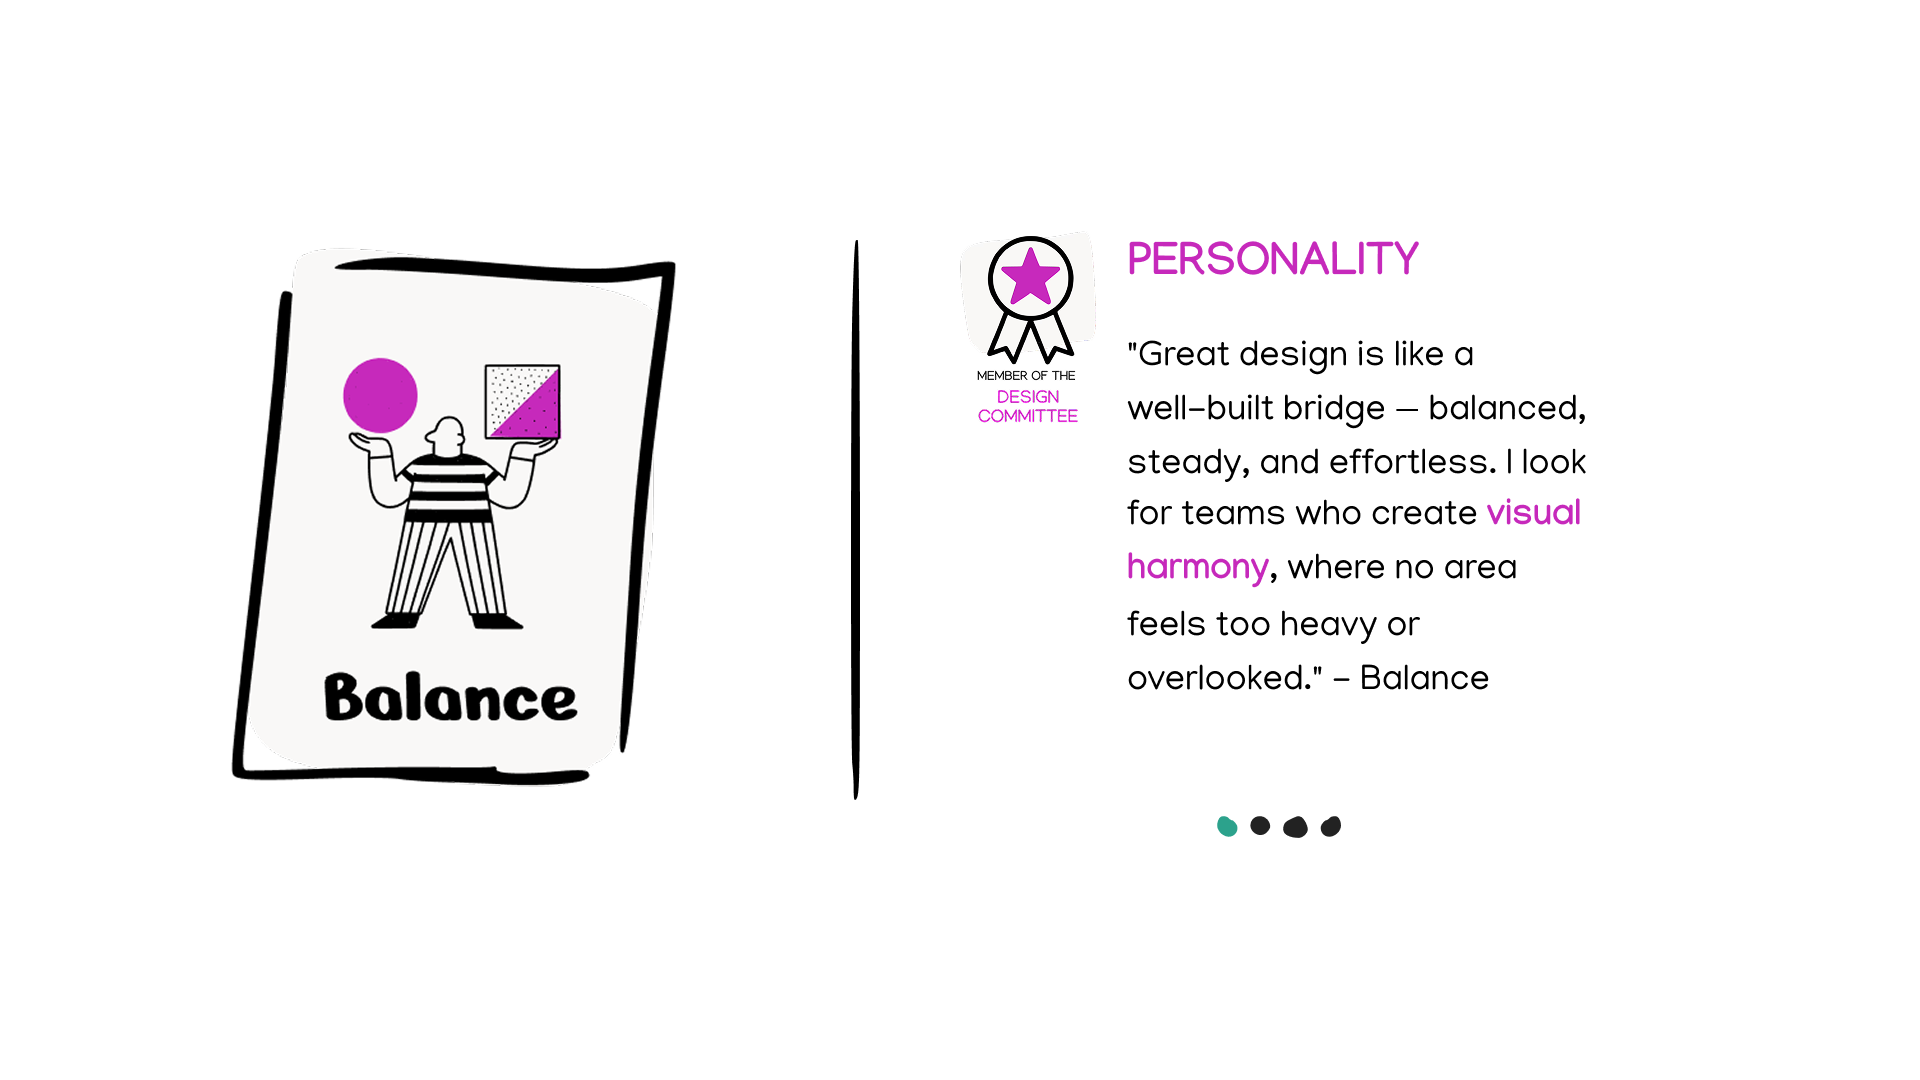 Balance
MEMBER OF THE
DESIGN
COMMITTEE
PERSONALITY
"Great design is like a
well-built bridge — balanced,
steady, and effortless. I look
for teams who create visual
harmony, where no area
feels too heavy or
overlooked." - Balance